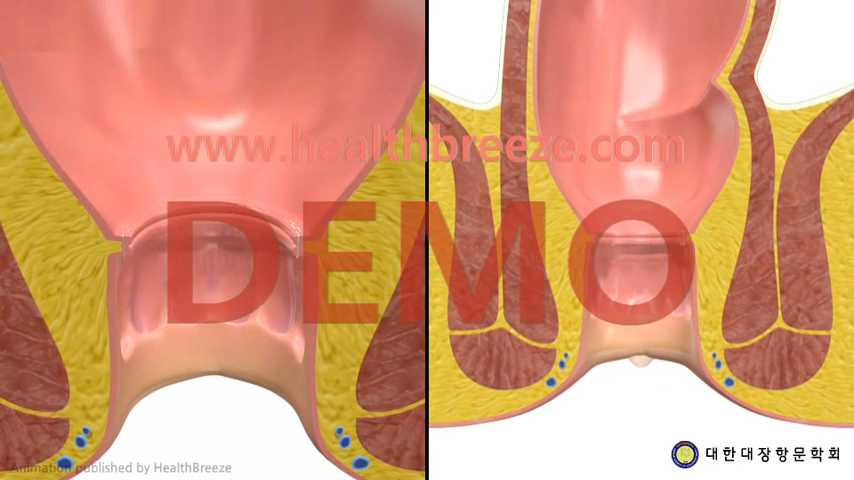 www.healthbreeze.com
DEMO
Animation published by HealthBreeze
대한대장항문학회